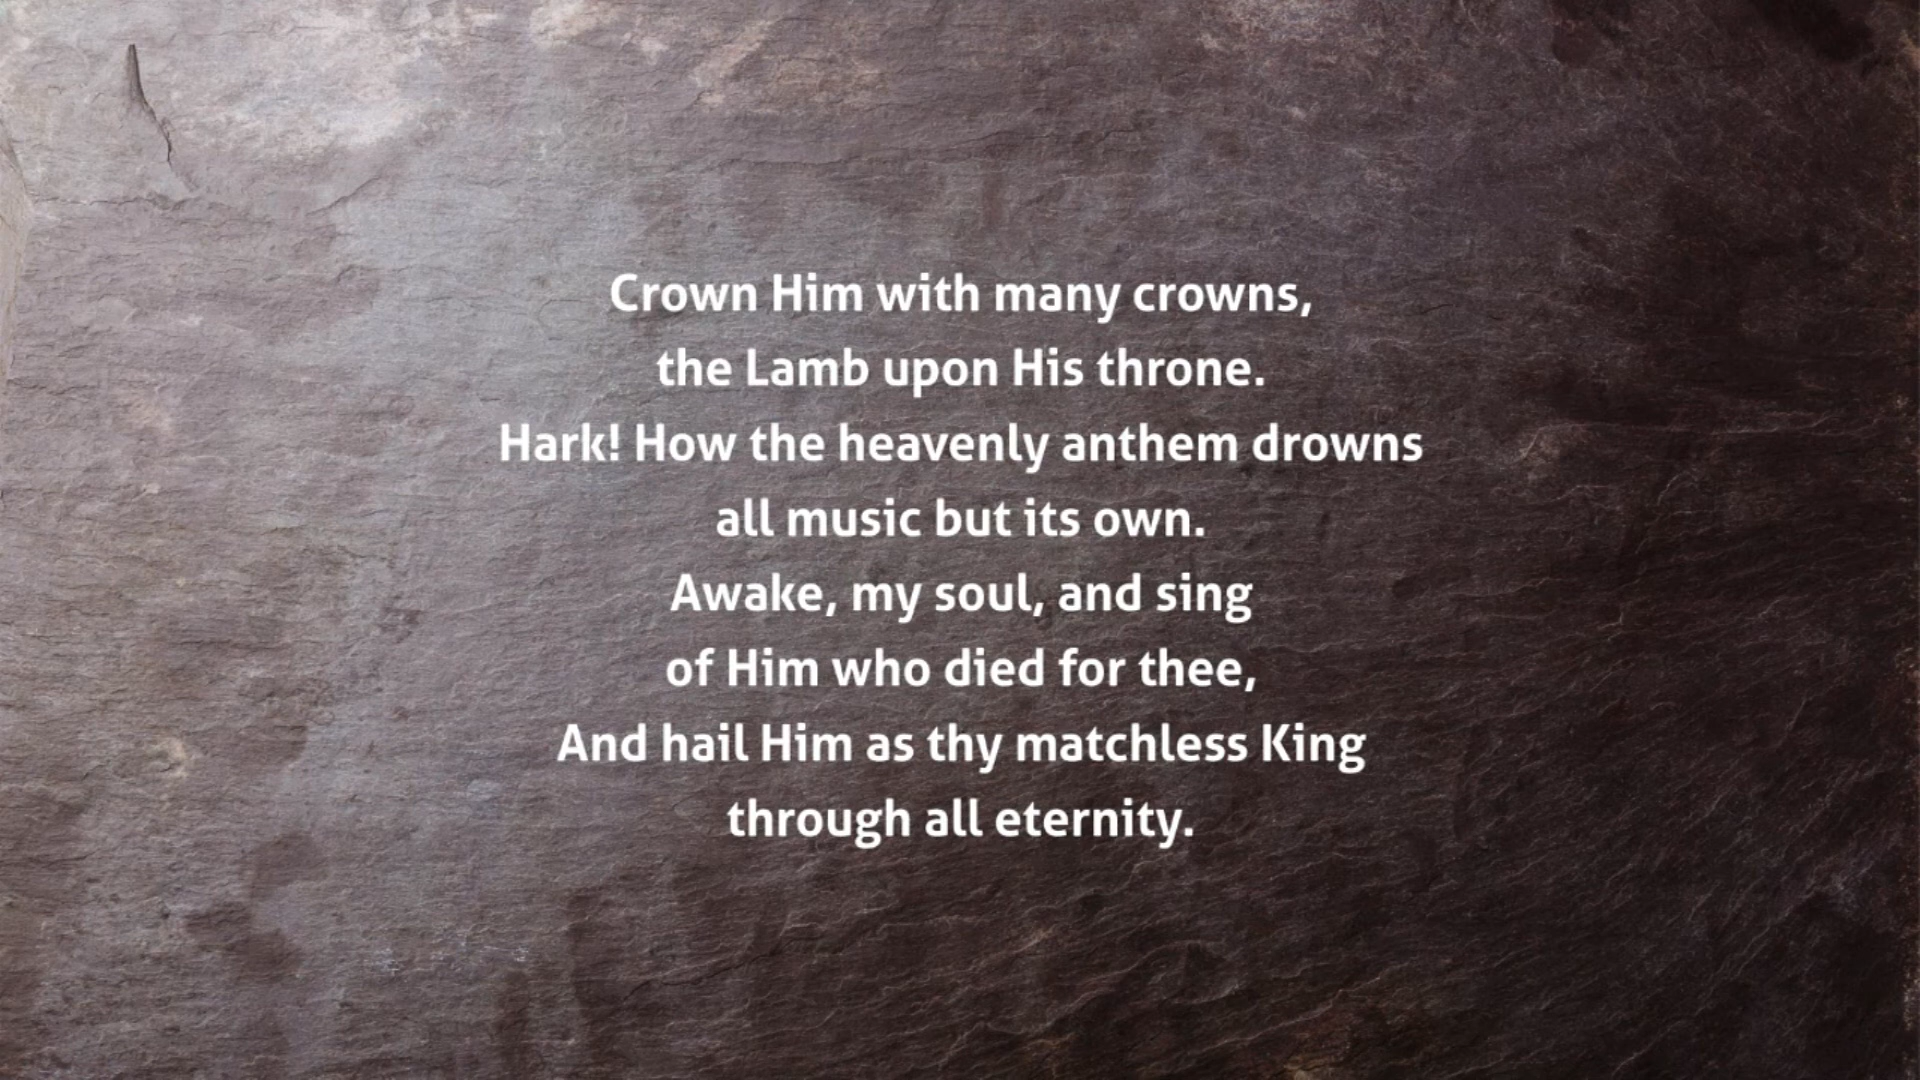 Crown Him with many crowns,
the Lamb upon His throne.
Hark! How the heavenly anthem drowns
all music but its own.
Awake, my soul, and sing
of Him who died for thee,
And hail Him as thy matchless King
through all eternity.